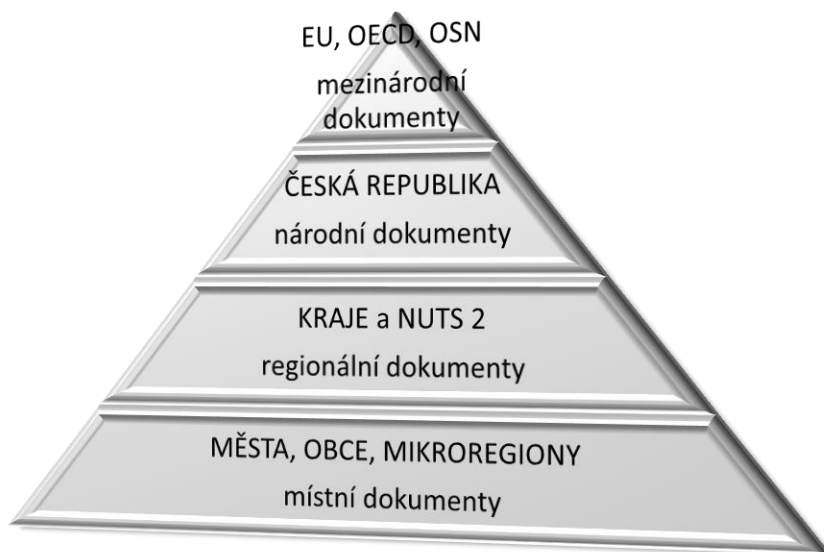 EU, OECD, OSN
mezinárodní
dokumenty
ČESKÁ REPUBLIKA
národní dokumenty
KRAJE a NUTS 2
regionální dokumenty
MĚSTA, OBCE, MIKROREGIONY
místní dokumenty